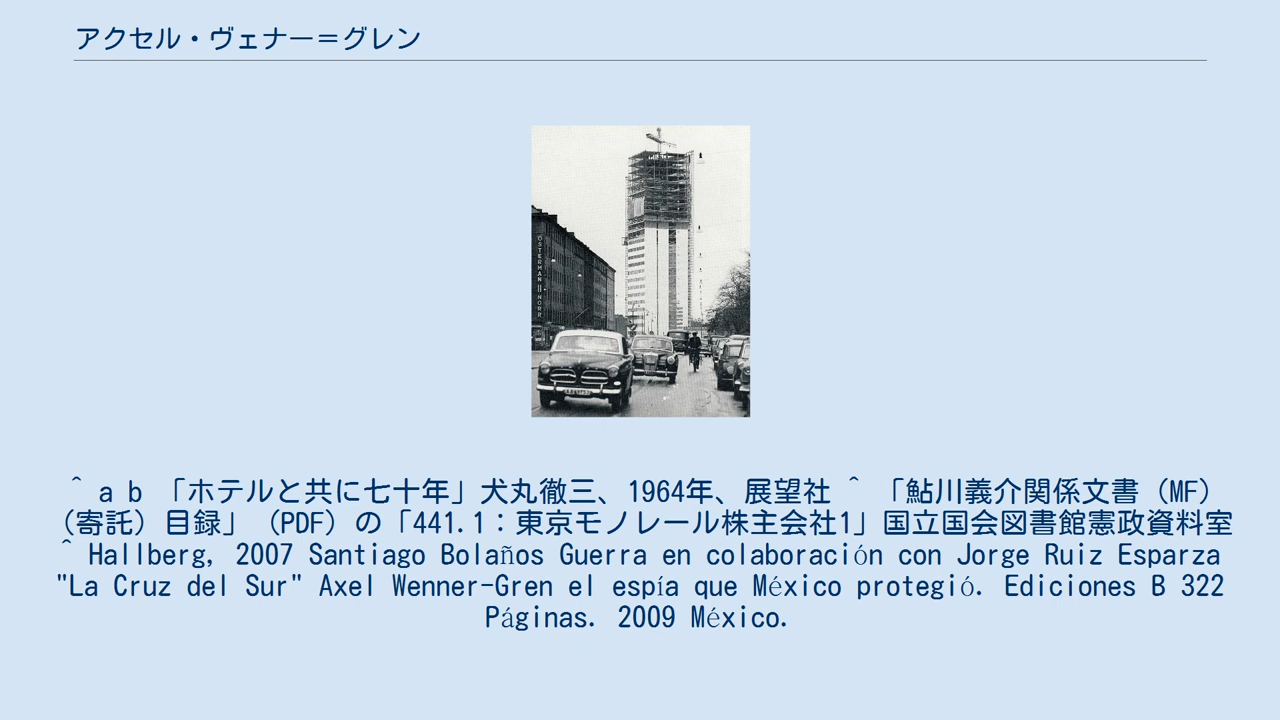 アクセル・ヴェナー＝グレン
ÖSTERMAN
NORR
^ a b 「ホテルと共に七十年」犬丸徹三、1964年、展望社 ^ 「鮎川義介関係文書（MF）
（寄託）目録」（PDF）の「441.1：東京モノレール株主会社1」国立国会図書館憲政資料室
^ Hallberg, 2007 Santiago Bolaños Guerra en colaboración con Jorge Ruiz Esparza
"La Cruz del Sur" Axel Wenner-Gren el espía que México protegió. Ediciones B 322
Páginas. 2009 México.